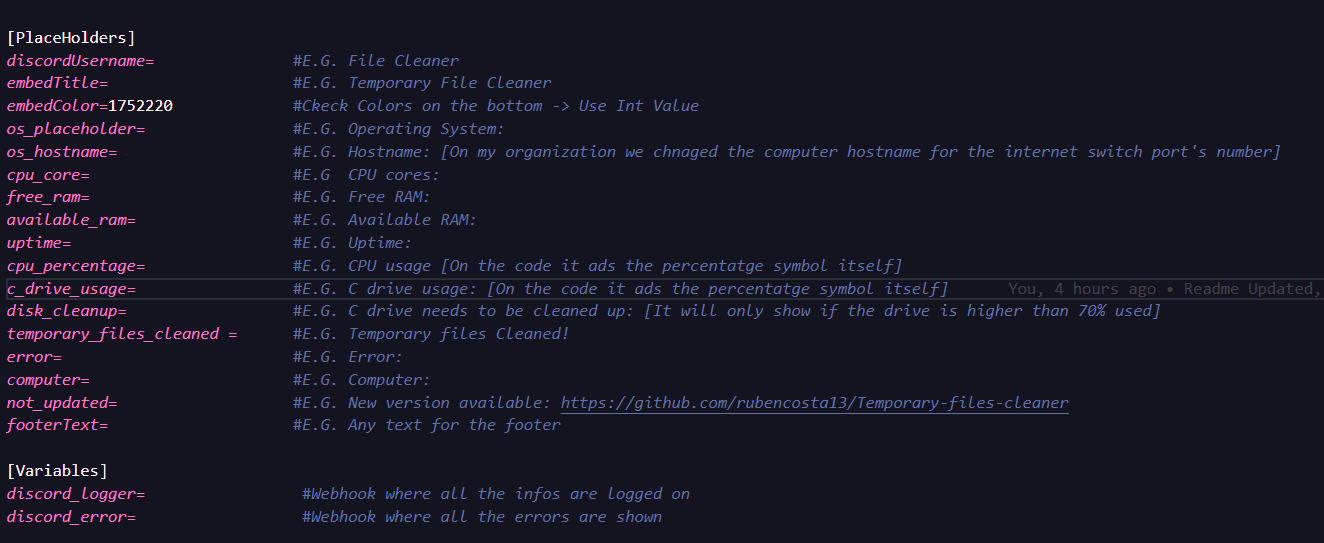 [PlaceHolders]
discordUsername= #E.G. File Cleaner
embedTitle= #E.G. Temporary File Cleaner
embedColor=1752220 #Ckeck Colors on the bottom -> Use Int Value
os_placeholder= #E.G. Operating System:
os_hostname= #E.G. Hostname: [On my organization we chnaged the computer hostname for the internet switch port's number]
cpu_core= #E.G  CPU cores:
free_ram= #E.G. Free RAM:
available_ram= #E.G. Available RAM:
uptime= #E.G. Uptime:
cpu_percentage= #E.G. CPU usage [On the code it ads the percentatge symbol itself]
c_drive_usage= #E.G. C drive usage: [On the code it ads the percentatge symbol itself] You, 4 hours ago • Readme Updated,
disk_cleanup= #E.G. C drive needs to be cleaned up: [It will only show if the drive is higher than 70% used]
temporary_files_cleaned = #E.G. Temporary files Cleaned!
error= #E.G. Error:
computer= #E.G. Computer:
not_updated= #E.G. New version available: https://github.com/rubencosta13/Temporary-files-cleaner
footerText= #E.G. Any text for the footer
[Variables]
discord_logger= #Webhook where all the infos are logged on
discord_error= #Webhook where all the errors are shown